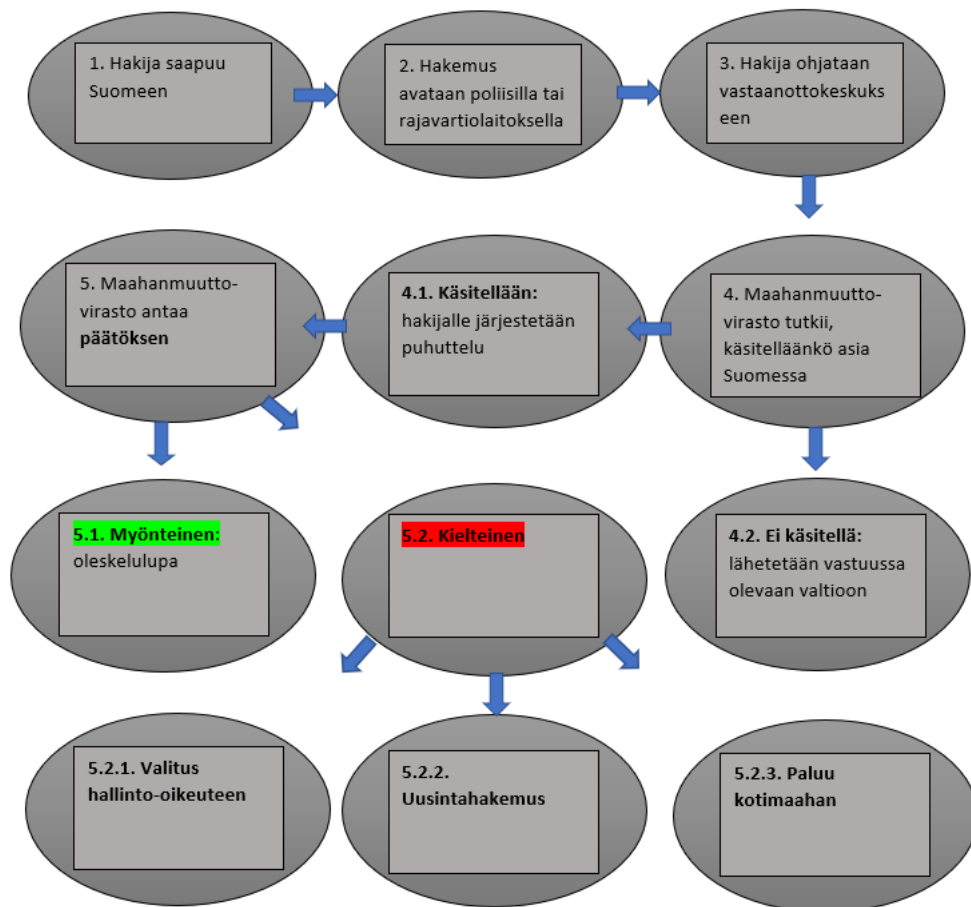 1. Hakija saapuu
Suomeen
2. Hakemus
avataan poliisilla tai
rajavartiolaitoksella
3. Hakija ohjataan
vastaanottokeskuks
een
5. Maahanmuutto-
virasto antaa
päätöksen
4.1. Käsitellään:
hakijalle järjestetään
puhuttelu
4. Maahanmuutto-
virasto tutkii,
käsitelläänkö asia
Suomessa
5.1. Myönteinen:
oleskelulupa
5.2. Kielteinen
4.2. Ei käsitellä:
lähetetään vastuussa
olevaan valtioon
5.2.1. Valitus
hallinto-oikeuteen
5.2.2.
Uusintahakemus
5.2.3. Paluu
kotimaahan